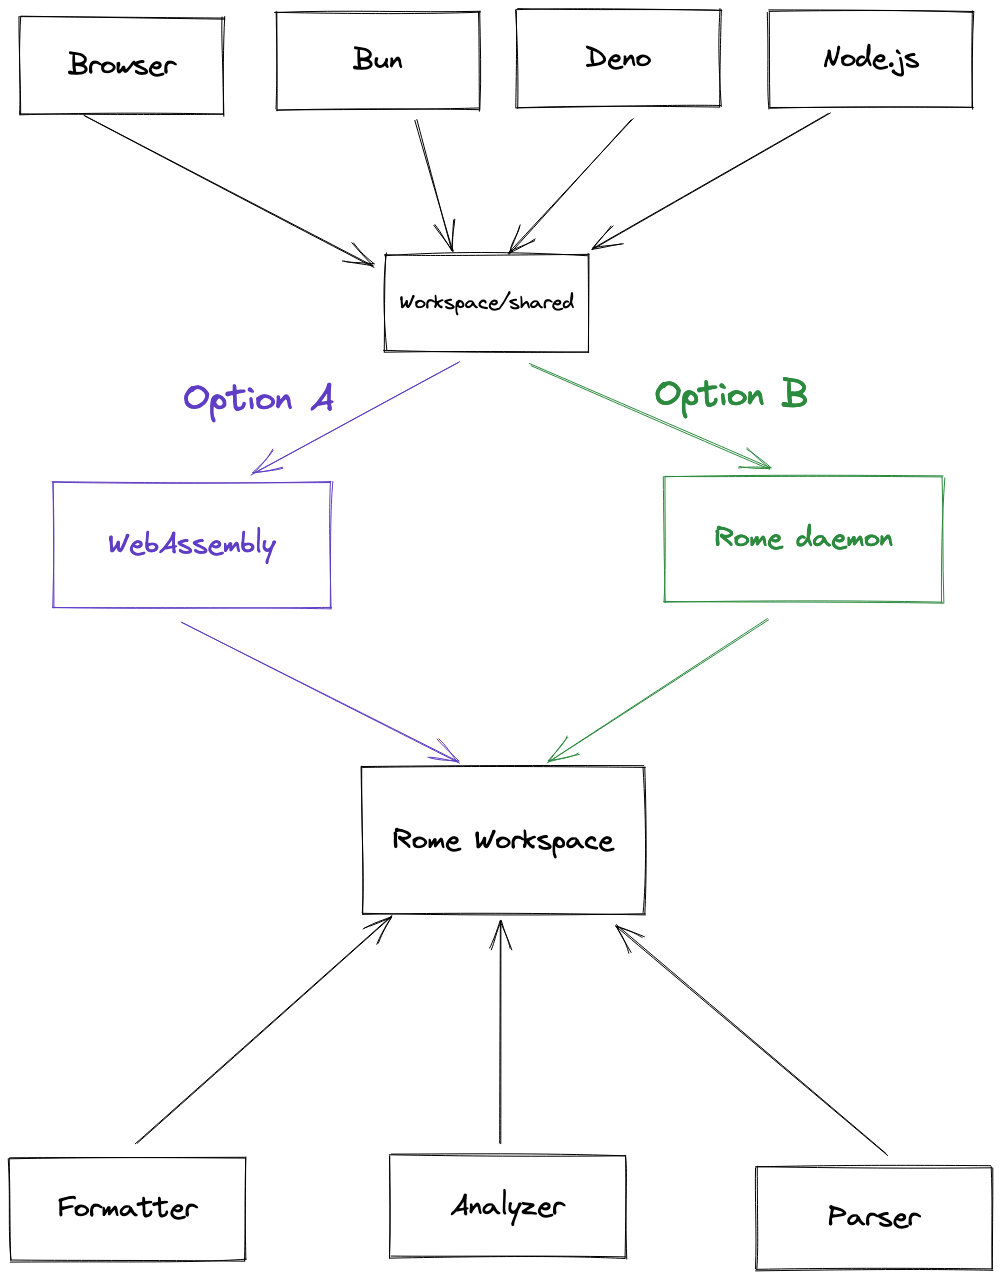 Browser
Bun
Deno
Node.js
Workspace/shared
Option A
Option B
WebAssembly
Rome daemon
Rome Workspace
Formatter
Analyzer
Parser